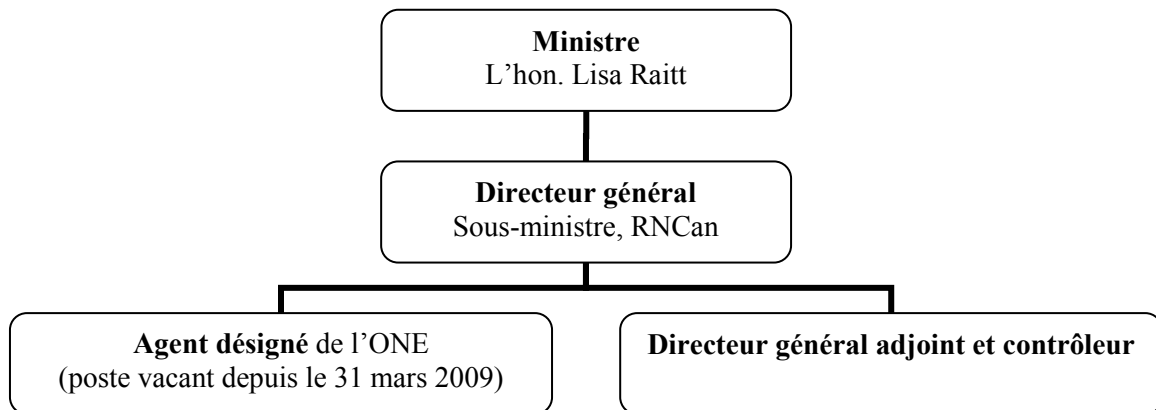 Ministre
L’hon. Lisa Raitt
Directeur général
Sous-ministre, RNCan
Agent désigné de l’ONE
(poste vacant depuis le 31 mars 2009)
Directeur général adjoint et contrôleur